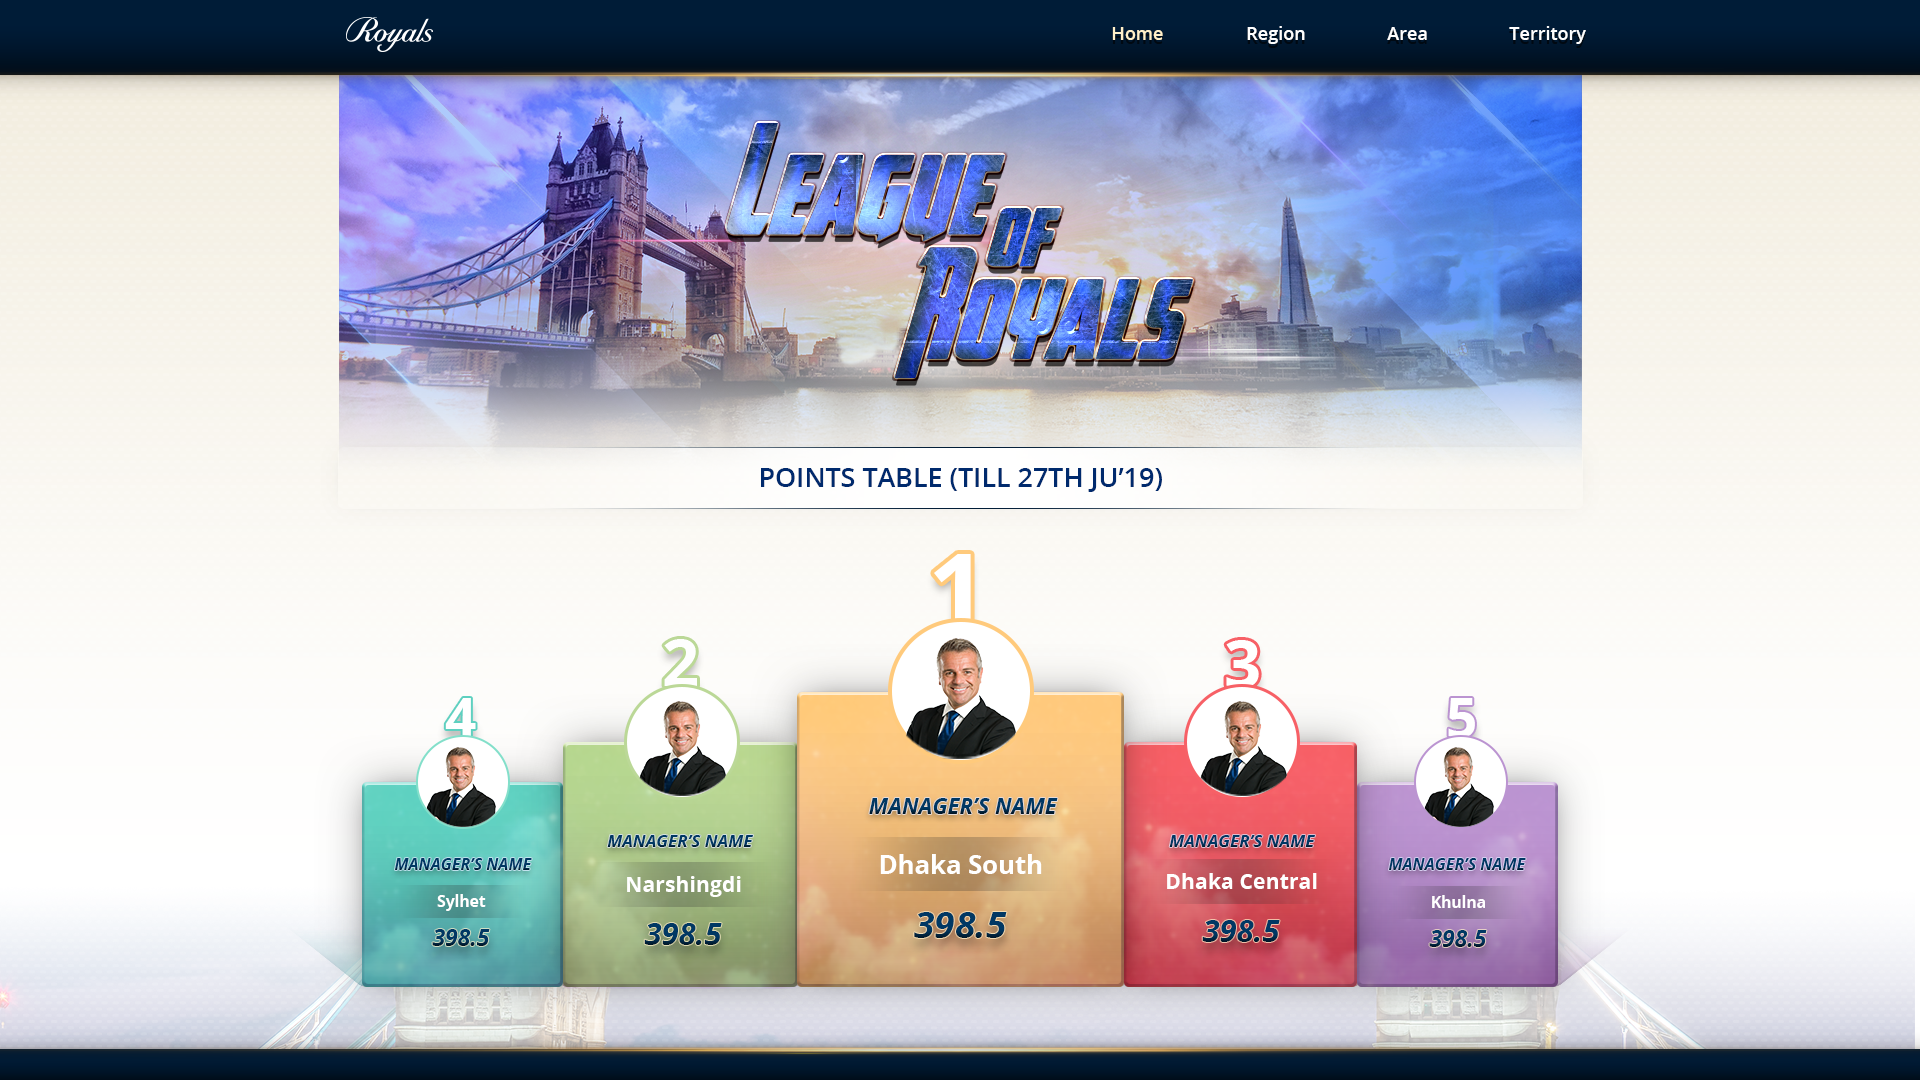 Royals
Home
Region
Area
Territory
LEAGUE
OF
ROYALS
POINTS TABLE (TILL 27TH JU’19)
1
MANAGER’S NAME
Dhaka South
398.5
2
MANAGER’S NAME
Narshingdi
398.5
3
MANAGER’S NAME
Dhaka Central
398.5
4
MANAGER’S NAME
Sylhet
398.5
5
MANAGER’S NAME
Khulna
398.5